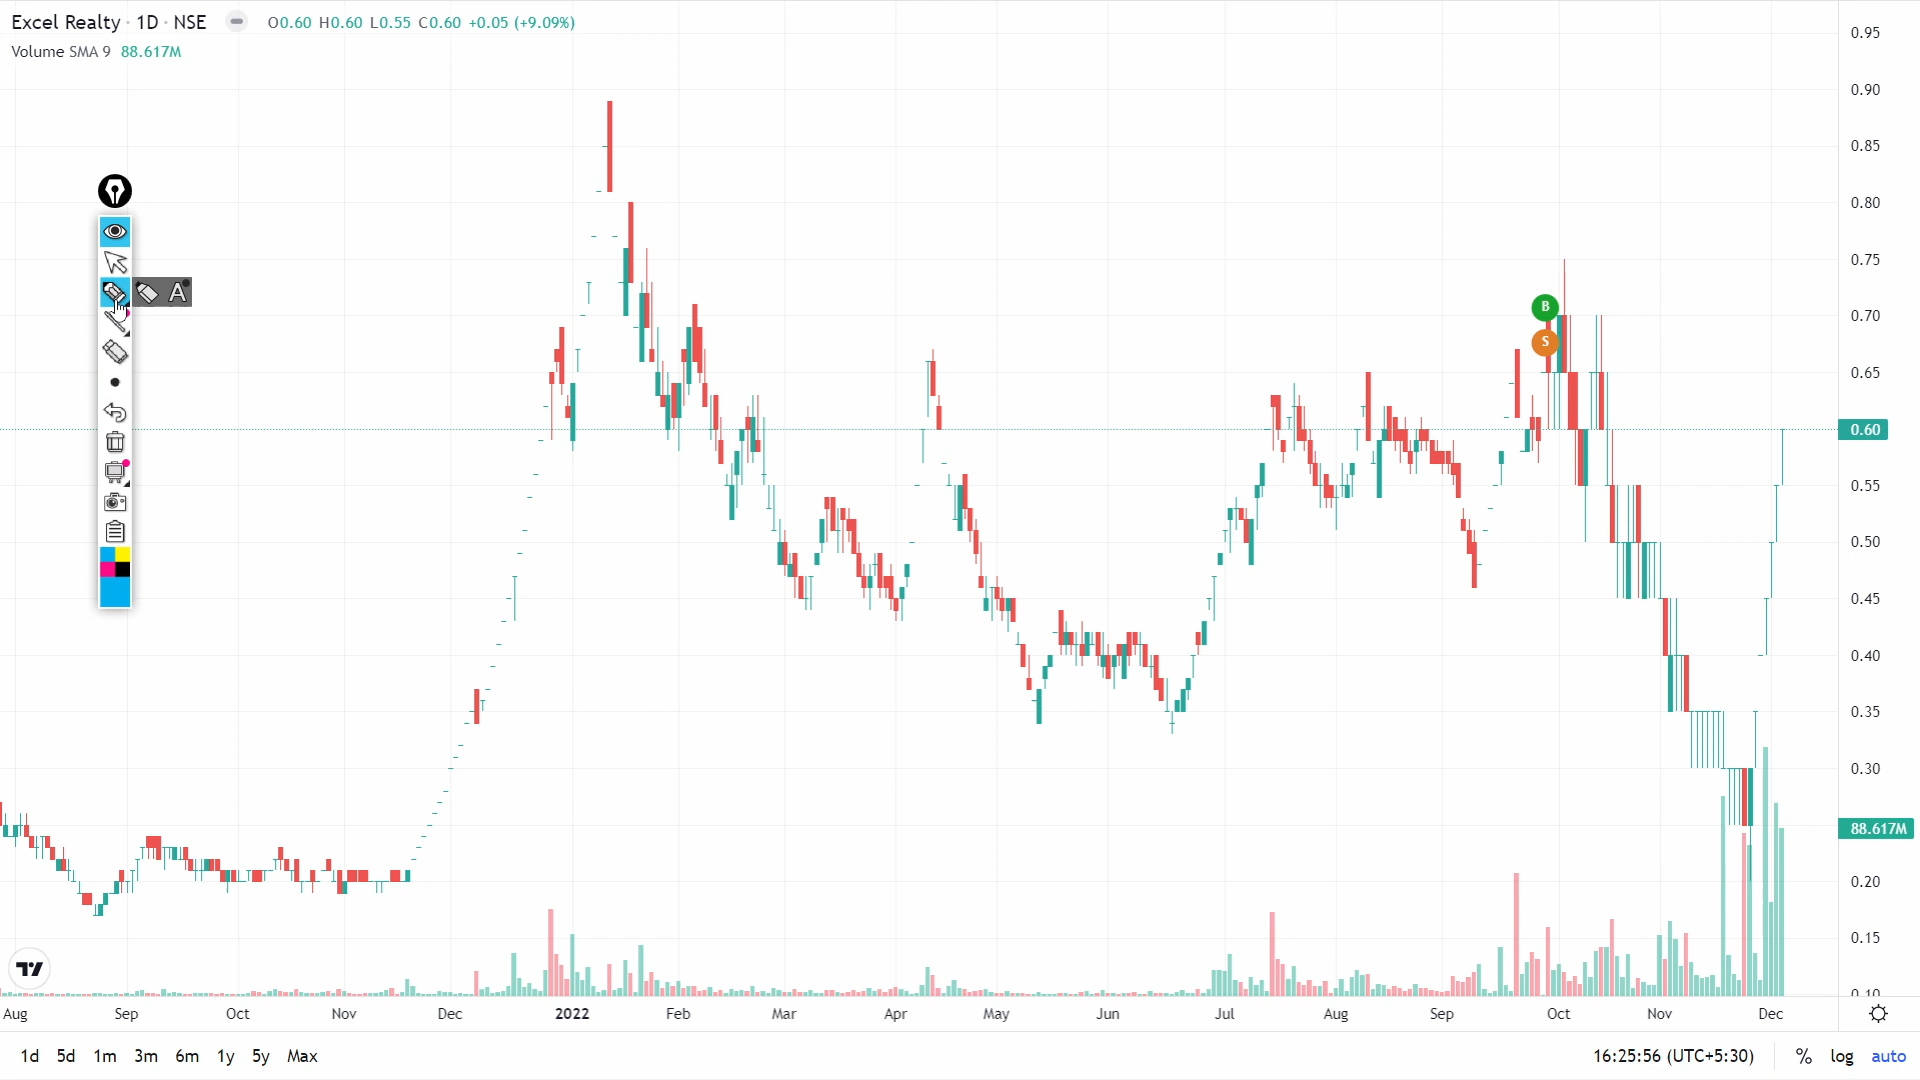 Excel Realty · 1D · NSE O0.60 H0.60 L0.55 C0.60 +0.05 (+9.09%)
Volume SMA 9 88.617M
0.95
0.90
0.85
0.80
0.75
A
B
0.70
S
0.65
0.60
0.55
0.50
0.45
0.40
0.35
0.30
88.617M
0.20
0.15
0.10
Aug Sep Oct Nov Dec 2022 Feb Mar Apr May Jun Jul Aug Sep Oct Nov Dec
1d 5d 1m 3m 6m 1y 5y Max 16:25:56 (UTC+5:30) % log auto